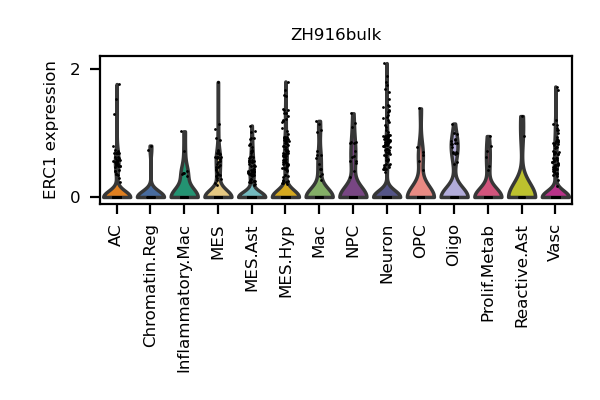 ZH916bulk
ERC1 expression
2
0
AC
Chromatin.Reg
Inflammatory.Mac
MES
MES.Ast
MES.Hyp
Mac
NPC
Neuron
OPC
Oligo
Prolif.Metab
Reactive.Ast
Vasc